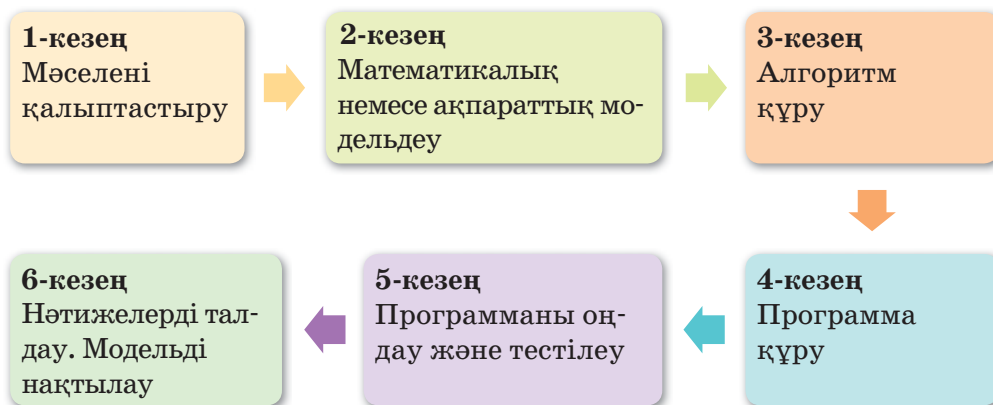 1-кезең
Мәселені
қалыптастыру
2-кезең
Математикалық
немесе ақпараттық мо-
дельдеу
3-кезең
Алгоритм
құру
4-кезең
Программа
құру
5-кезең
Программаны оң-
дау және тестілеу
6-кезең
Нәтижелерді тал-
дау. Модельді
нақтылау